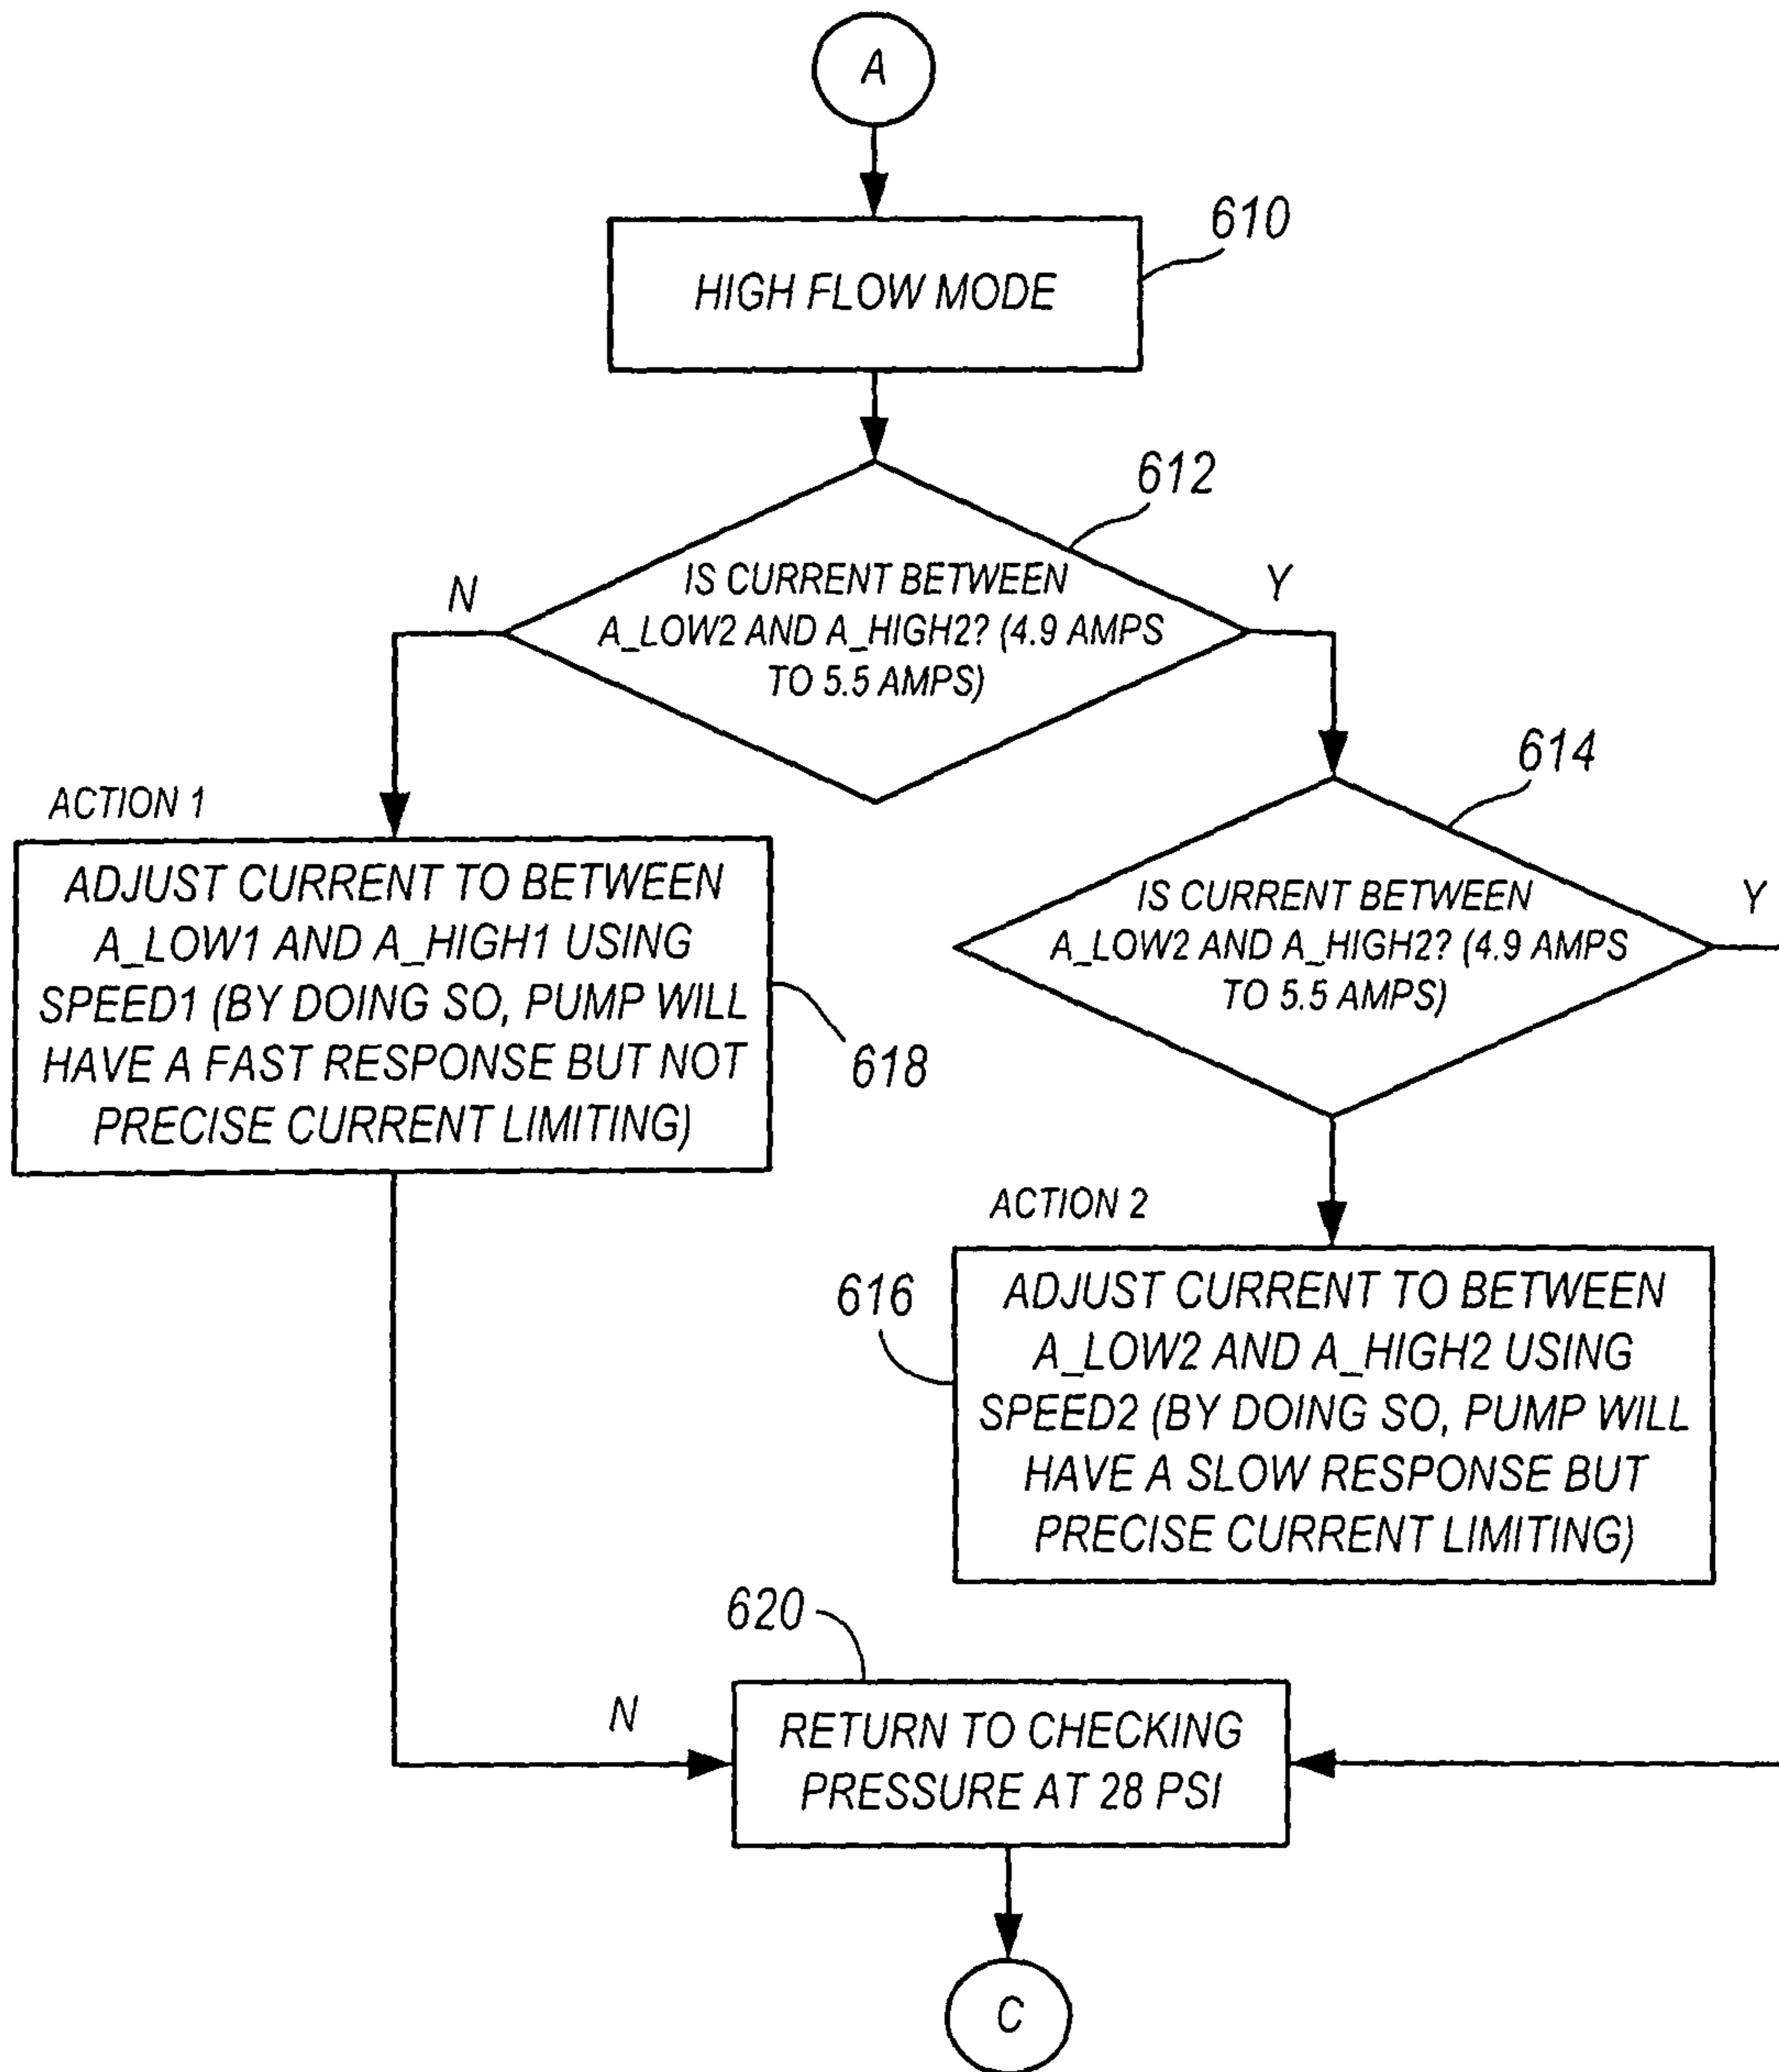 A
610
HIGH FLOW MODE
612
IS CURRENT BETWEEN
A_LOW2 AND A_HIGH2? (4.9 AMPS
TO 5.5 AMPS)
N
Y
614
IS CURRENT BETWEEN
A_LOW2 AND A_HIGH2? (4.9 AMPS
TO 5.5 AMPS)
Y
ACTION 1
ADJUST CURRENT TO BETWEEN
A_LOW1 AND A_HIGH1 USING
SPEED1 (BY DOING SO, PUMP WILL
HAVE A FAST RESPONSE BUT NOT
PRECISE CURRENT LIMITING)
618
ACTION 2
616
ADJUST CURRENT TO BETWEEN
A_LOW2 AND A_HIGH2 USING
SPEED2 (BY DOING SO, PUMP WILL
HAVE A SLOW RESPONSE BUT
PRECISE CURRENT LIMITING)
620
N
RETURN TO CHECKING
PRESSURE AT 28 PSI
C